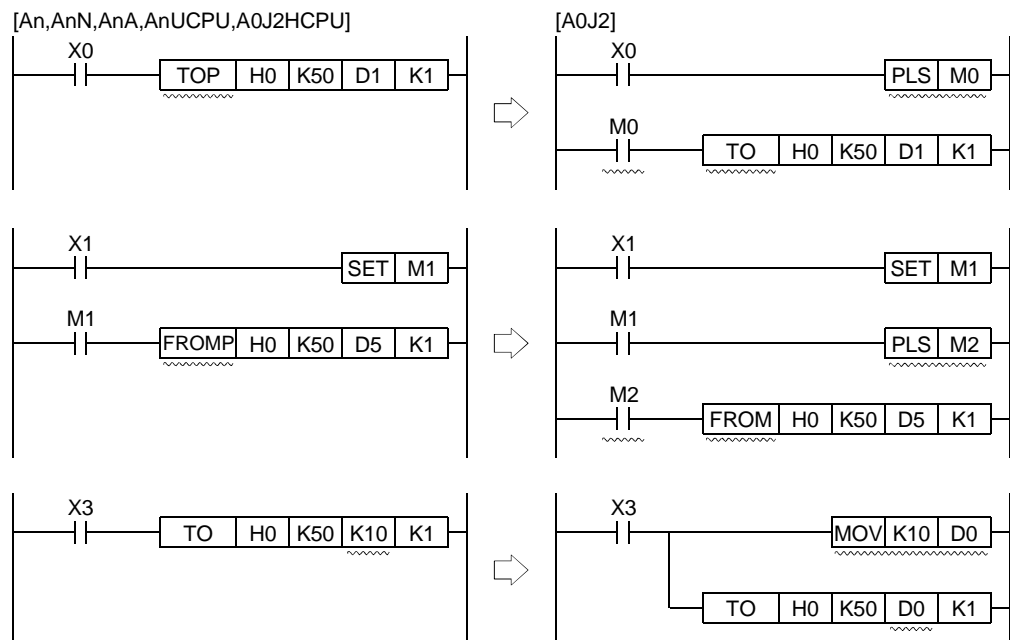 [An,AnN,AnA,AnUCPU,A0J2HCPU]
X0
TOP H0 K50 D1 K1
[A0J2]
X0
PLS M0
M0
TO H0 K50 D1 K1
X1
SET M1
M1
FROMP H0 K50 D5 K1
X1
SET M1
M1
PLS M2
M2
FROM H0 K50 D5 K1
X3
TO H0 K50 K10 K1
X3
MOV K10 D0
TO H0 K50 D0 K1